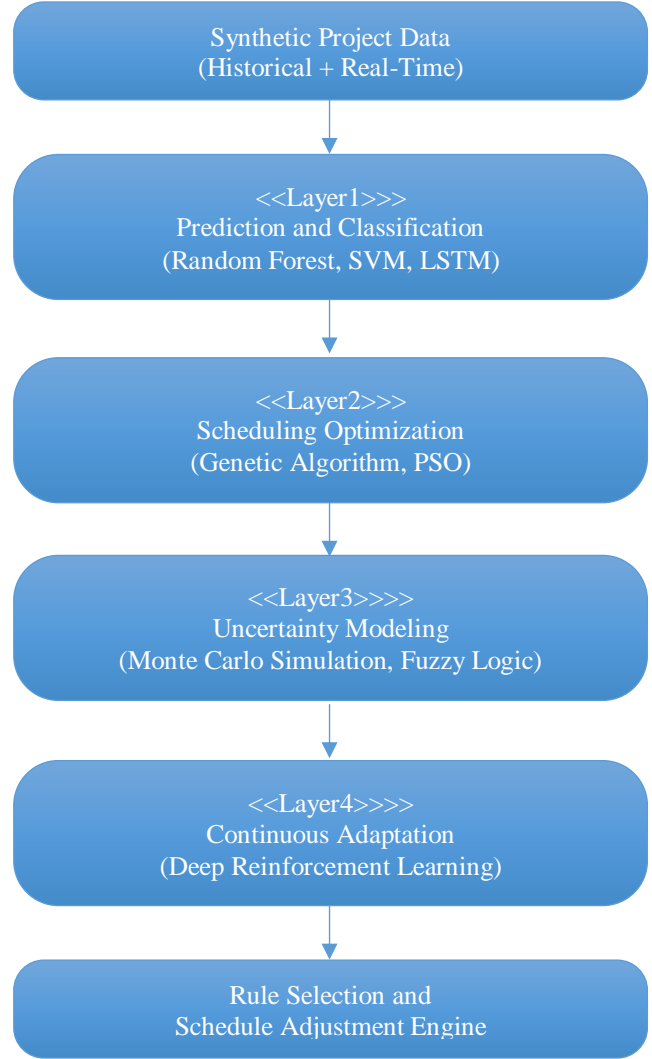 Synthetic Project Data
(Historical + Real-Time)
<<Layer1>>>
Prediction and Classification
(Random Forest, SVM, LSTM)
<<Layer2>>>
Scheduling Optimization
(Genetic Algorithm, PSO)
<<Layer3>>>>
Uncertainty Modeling
(Monte Carlo Simulation, Fuzzy Logic)
<<Layer4>>>>
Continuous Adaptation
(Deep Reinforcement Learning)
Rule Selection and
Schedule Adjustment Engine